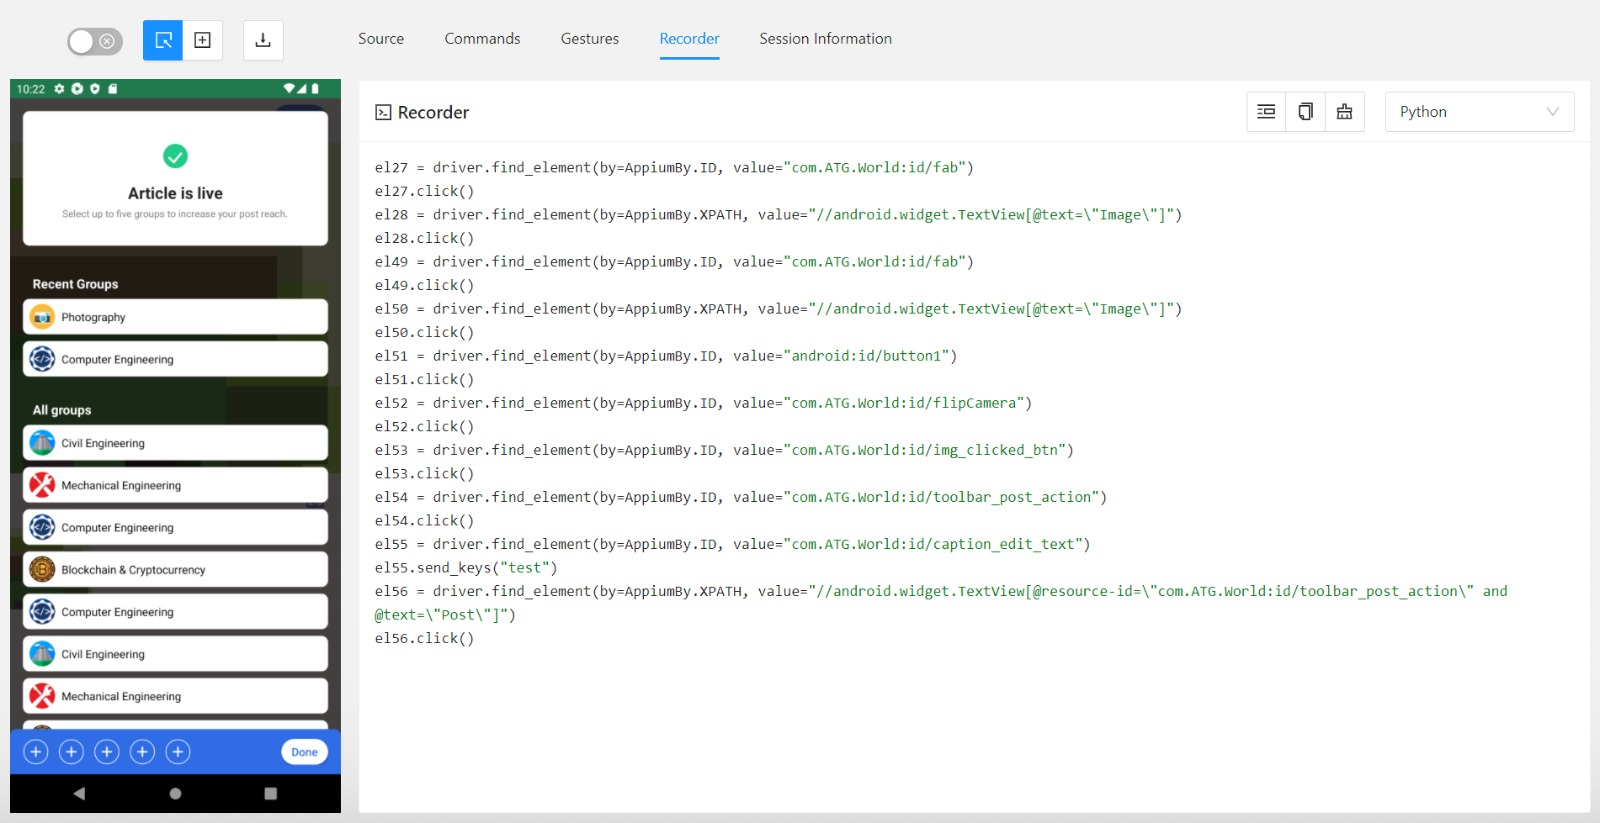 Source Commands Gestures Recorder Session Information
10:22
Article is live
Select up to five groups to increase your post reach.
Recent Groups
Photography
Computer Engineering
All groups
Civil Engineering
Mechanical Engineering
Computer Engineering
Blockchain & Cryptocurrency
Computer Engineering
Civil Engineering
Mechanical Engineering
Done
Recorder
Python
el27 = driver.find_element(by=AppiumBy.ID, value="com.ATG.World:id/fab")
el27.click()
el28 = driver.find_element(by=AppiumBy.XPATH, value="//android.widget.TextView[@text=\"Image\"]")
el28.click()
el49 = driver.find_element(by=AppiumBy.ID, value="com.ATG.World:id/fab")
el49.click()
el50 = driver.find_element(by=AppiumBy.XPATH, value="//android.widget.TextView[@text=\"Image\"]")
el50.click()
el51 = driver.find_element(by=AppiumBy.ID, value="android:id/button1")
el51.click()
el52 = driver.find_element(by=AppiumBy.ID, value="com.ATG.World:id/flipCamera")
el52.click()
el53 = driver.find_element(by=AppiumBy.ID, value="com.ATG.World:id/img_clicked_btn")
el53.click()
el54 = driver.find_element(by=AppiumBy.ID, value="com.ATG.World:id/toolbar_post_action")
el54.click()
el55 = driver.find_element(by=AppiumBy.ID, value="com.ATG.World:id/caption_edit_text")
el55.send_keys("test")
el56 = driver.find_element(by=AppiumBy.XPATH, value="//android.widget.TextView[@resource-id=\"com.ATG.World:id/toolbar_post_action\" and
@text=\"Post\"]")
el56.click()